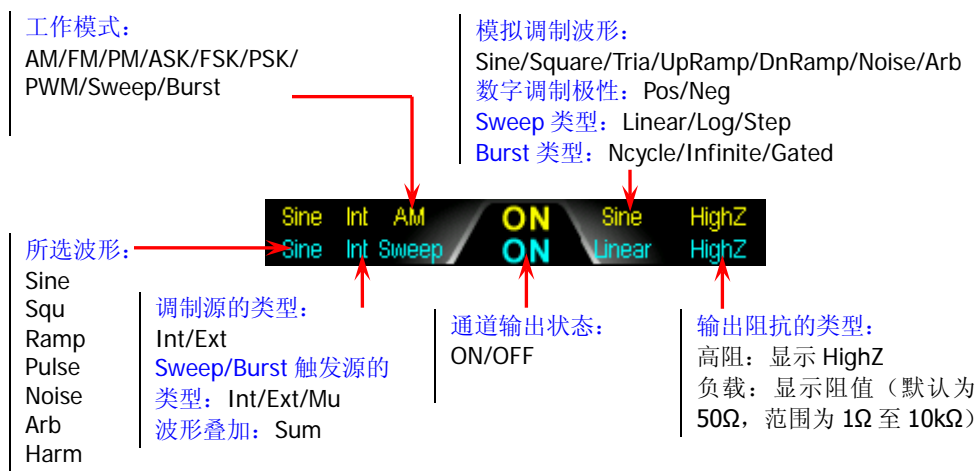 工作模式：
AM/FM/PM/ASK/FSK/PSK/
PWM/Sweep/Burst
模拟调制波形：
Sine/Square/Tria/UpRamp/DnRamp/Noise/Arb
数字调制极性：Pos/Neg
Sweep 类型：Linear/Log/Step
Burst 类型：Ncycle/Infinite/Gated
Sine Int AM ON Sine HighZ
Sine Int Sweep ON Linear HighZ
所选波形：
Sine
Squ
Ramp
Pulse
Noise
Arb
Harm
调制源的类型：
Int/Ext
Sweep/Burst 触发源的
类型：Int/Ext/Mu
波形叠加：Sum
通道输出状态：
ON/OFF
输出阻抗的类型：
高阻：显示 HighZ
负载：显示阻值（默认为
50Ω，范围为 1Ω 至 10kΩ）